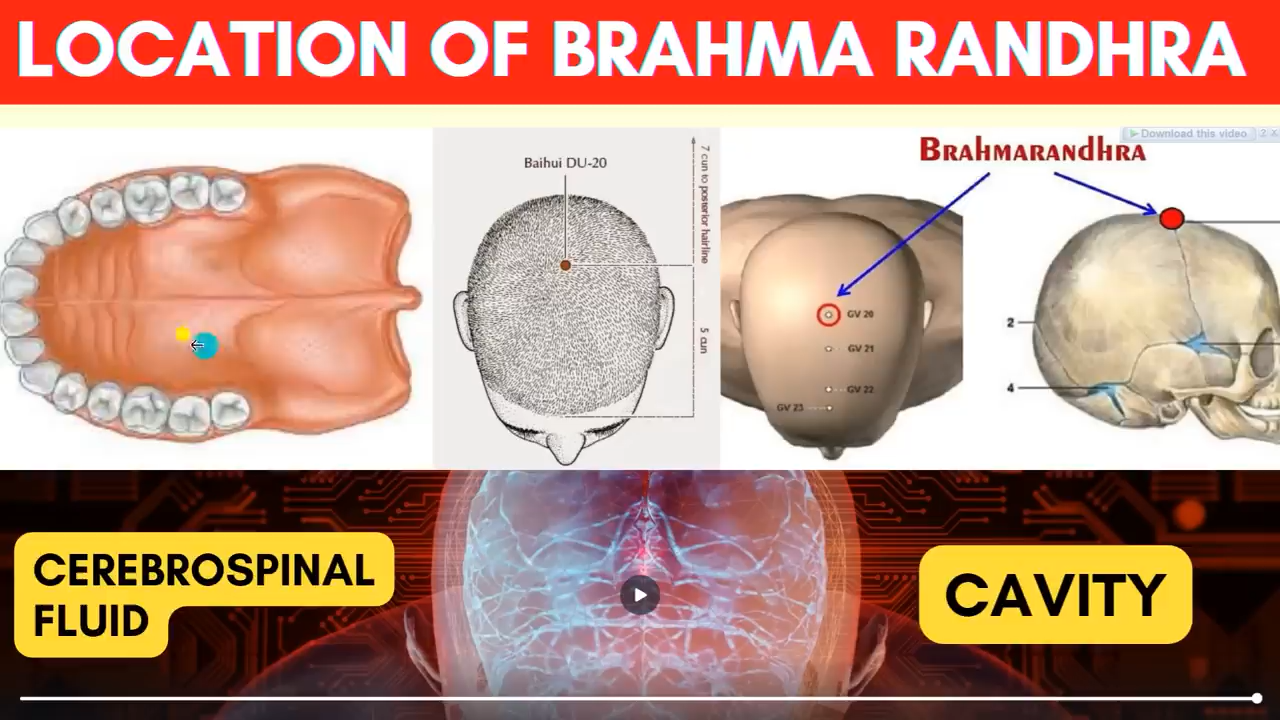 LOCATION OF BRAHMA RANDHRA
Download this video
? X
Baihui DU-20
7 cun to posterior hairline
5 cun
BRAHMARANDHRA
GV 20
GV 21
GV 22
GV 23
2
4
CEREBROSPINAL
FLUID
CAVITY